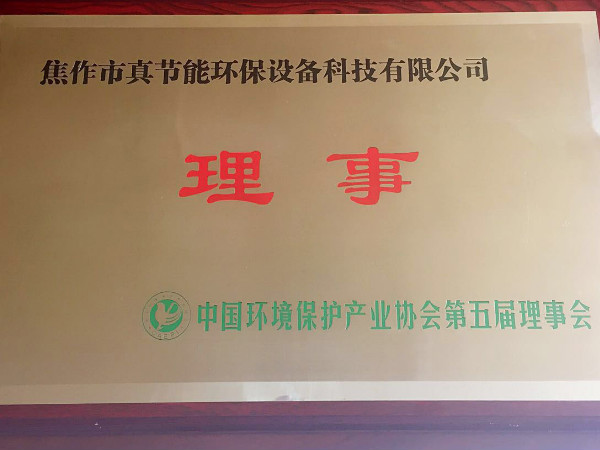 焦作市真节能环保设备科技有限公司
理事
中国环境保护产业协会第五届理事会